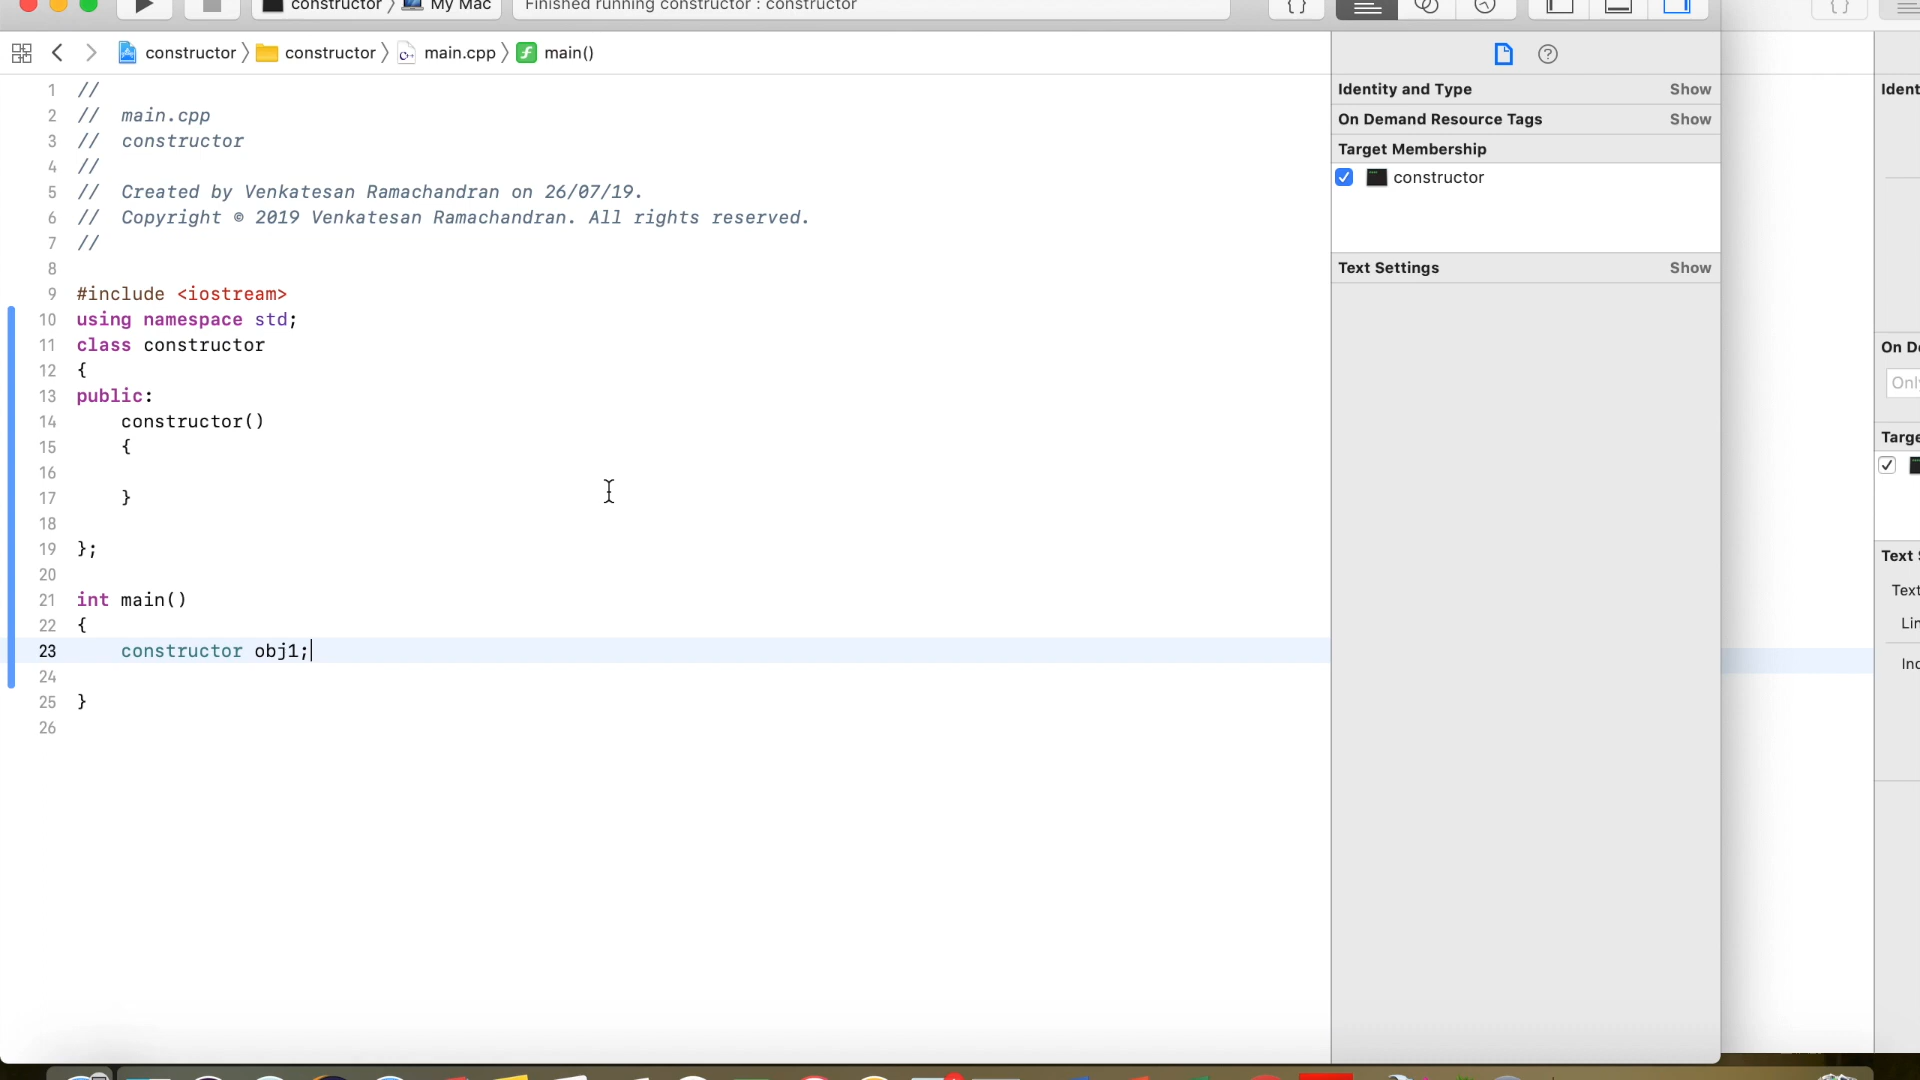 constructor 〉 My Mac
Finished running constructor : constructor
{ }
constructor 〉 constructor 〉 main.cpp 〉 main()
1 //
2 //  main.cpp
3 //  constructor
4 //
5 //  Created by Venkatesan Ramachandran on 26/07/19.
6 //  Copyright © 2019 Venkatesan Ramachandran. All rights reserved.
7 //
8
9 #include <iostream>
10 using namespace std;
11 class constructor
12 {
13 public:
14     constructor()
15     {
16
17     }
18
19 };
20
21 int main()
22 {
23     constructor obj1;
24
25 }
26
Identity and Type Show
On Demand Resource Tags Show
Target Membership
constructor
Text Settings Show
{ }
Ident
On De
Only
Targe
Text S
Text
Lin
Ind